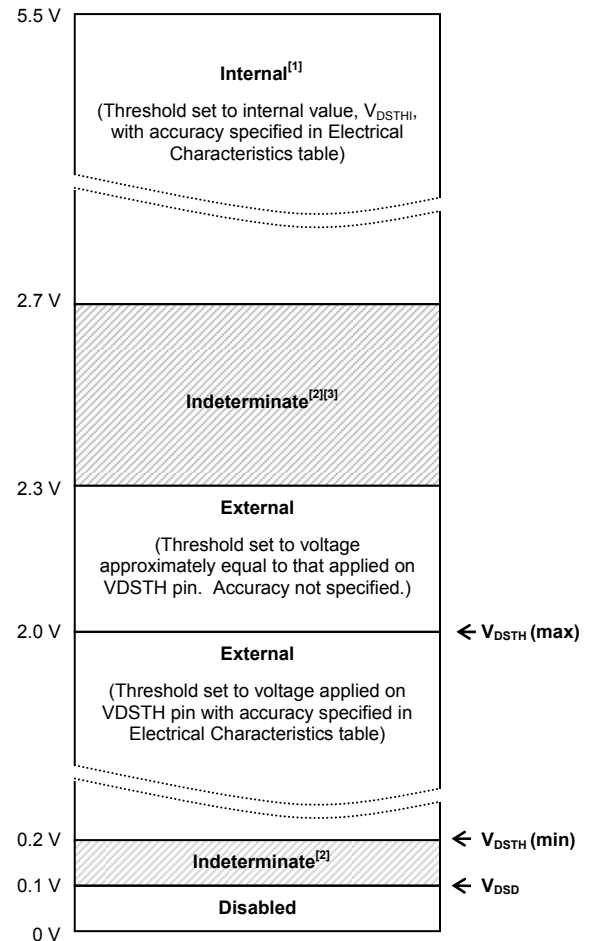 5.5 V
Internal[1]
(Threshold set to internal value, VDSTHI,
with accuracy specified in Electrical
Characteristics table)
2.7 V
Indeterminate[2][3]
2.3 V
External
(Threshold set to voltage
approximately equal to that applied on
VDSTH pin. Accuracy not specified.)
2.0 V
VDSTH (max)
External
(Threshold set to voltage applied on
VDSTH pin with accuracy specified in
Electrical Characteristics table)
0.2 V
VDSTH (min)
Indeterminate[2]
0.1 V
VDSD
Disabled
0 V